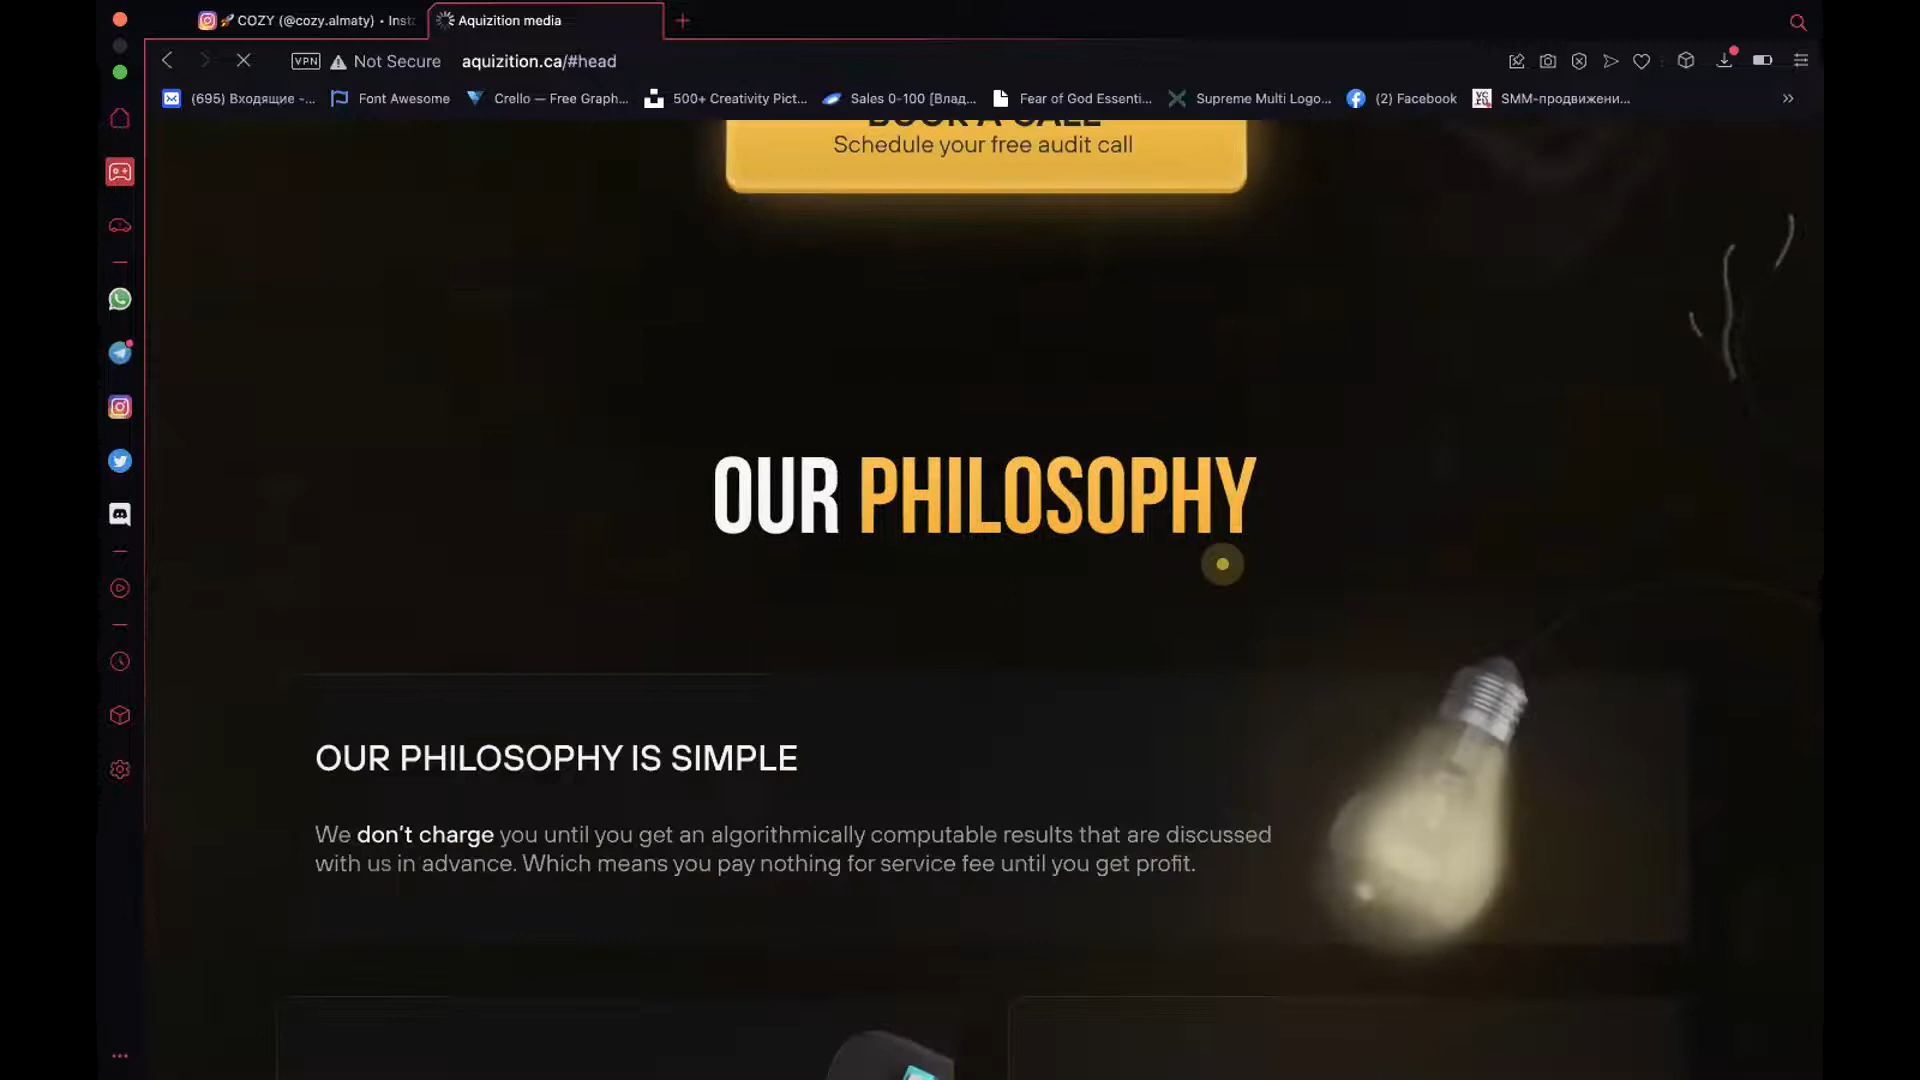 COZY (@cozy.almaty) • Inst
Aquizition media
VPN
Not Secure
aquizition.ca/#head
(695) Входящие -...
Font Awesome
Crello — Free Graph...
500+ Creativity Pict...
Sales 0-100 [Влад...
Fear of God Essenti...
Supreme Multi Logo...
(2) Facebook
SMM-продвижени...
BOOK A CALL
Schedule your free audit call
OUR PHILOSOPHY
OUR PHILOSOPHY IS SIMPLE
We don't charge you until you get an algorithmically computable results that are discussed
with us in advance. Which means you pay nothing for service fee until you get profit.